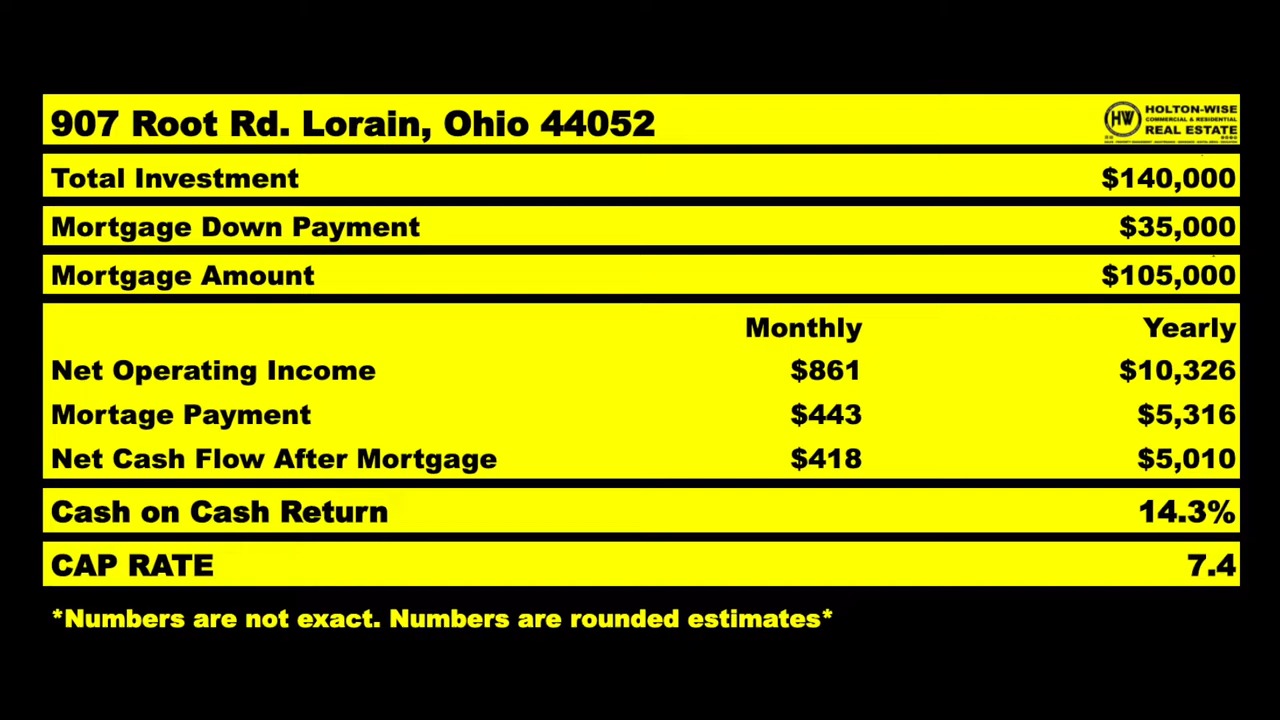 907 Root Rd. Lorain, Ohio 44052
HW HOLTON-WISE
COMMERCIAL & RESIDENTIAL
REAL ESTATE
Total Investment $140,000
Mortgage Down Payment $35,000
Mortgage Amount $105,000
Monthly Yearly
Net Operating Income $861 $10,326
Mortage Payment $443 $5,316
Net Cash Flow After Mortgage $418 $5,010
Cash on Cash Return 14.3%
CAP RATE 7.4
*Numbers are not exact. Numbers are rounded estimates*